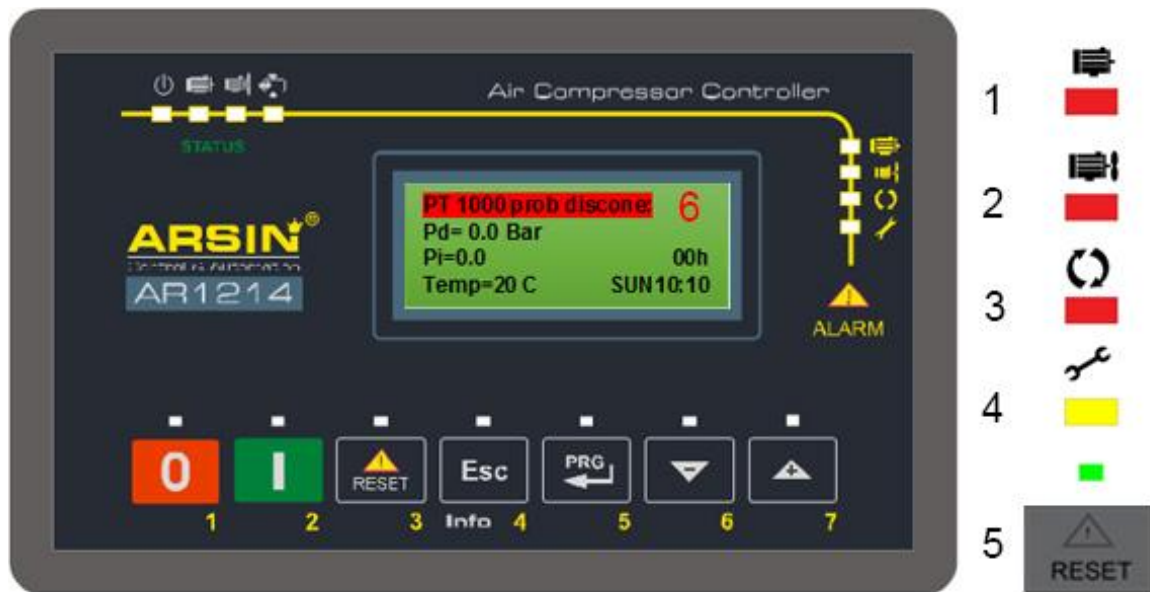 Air Compressor Controller
STATUS
PT 1000 prob discone:
6
Pd= 0.0 Bar
Pi=0.0 00h
Temp=20 C SUN10:10
ARSIN®
Control & Automation
AR1214
ALARM
0 I RESET Esc PRG - +
1 2 3 Info 4 5 6 7
1
2
3
4
5
RESET